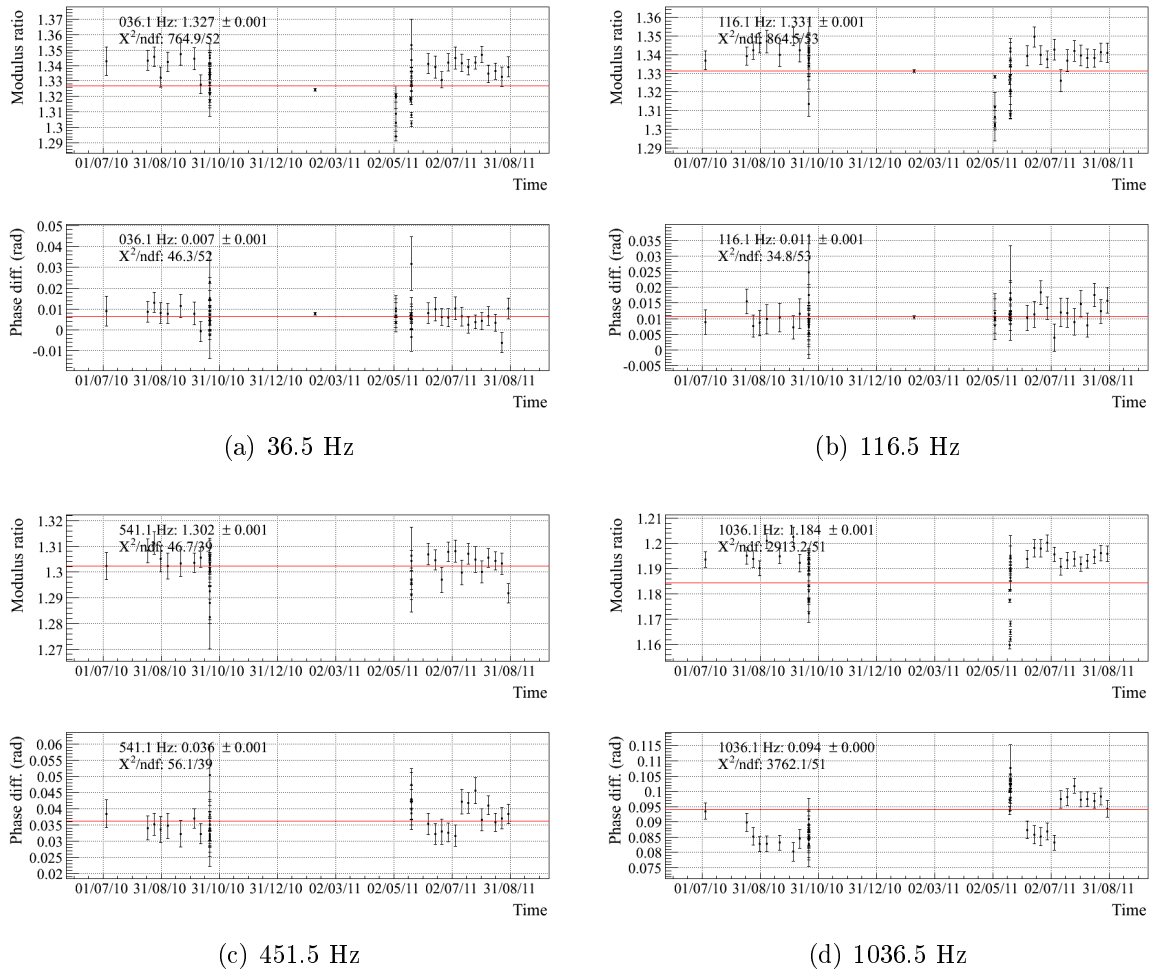 Modulus ratio
036.1 Hz: 1.327 ± 0.001
X²/ndf: 764.9/52
1.37
1.36
1.35
1.34
1.33
1.32
1.31
1.3
1.29
01/07/10 31/08/10 31/10/10 31/12/10 02/03/11 02/05/11 02/07/11 31/08/11
Time
Phase diff. (rad)
036.1 Hz: 0.007 ± 0.001
X²/ndf: 46.3/52
0.05
0.04
0.03
0.02
0.01
0
-0.01
01/07/10 31/08/10 31/10/10 31/12/10 02/03/11 02/05/11 02/07/11 31/08/11
Time
(a) 36.5 Hz
Modulus ratio
116.1 Hz: 1.331 ± 0.001
X²/ndf: 864.5/53
1.36
1.35
1.34
1.33
1.32
1.31
1.3
1.29
01/07/10 31/08/10 31/10/10 31/12/10 02/03/11 02/05/11 02/07/11 31/08/11
Time
Phase diff. (rad)
116.1 Hz: 0.011 ± 0.001
X²/ndf: 34.8/53
0.035
0.03
0.025
0.02
0.015
0.01
0.005
0
-0.005
01/07/10 31/08/10 31/10/10 31/12/10 02/03/11 02/05/11 02/07/11 31/08/11
Time
(b) 116.5 Hz
Modulus ratio
541.1 Hz: 1.302 ± 0.001
X²/ndf: 46.7/39
1.32
1.31
1.3
1.29
1.28
1.27
01/07/10 31/08/10 31/10/10 31/12/10 02/03/11 02/05/11 02/07/11 31/08/11
Time
Phase diff. (rad)
541.1 Hz: 0.036 ± 0.001
X²/ndf: 56.1/39
0.06
0.055
0.05
0.045
0.04
0.035
0.03
0.025
0.02
01/07/10 31/08/10 31/10/10 31/12/10 02/03/11 02/05/11 02/07/11 31/08/11
Time
(c) 451.5 Hz
Modulus ratio
1036.1 Hz: 1.184 ± 0.001
X²/ndf: 2913.2/51
1.21
1.2
1.19
1.18
1.17
1.16
01/07/10 31/08/10 31/10/10 31/12/10 02/03/11 02/05/11 02/07/11 31/08/11
Time
Phase diff. (rad)
1036.1 Hz: 0.094 ± 0.000
X²/ndf: 3762.1/51
0.115
0.11
0.105
0.1
0.095
0.09
0.085
0.08
0.075
01/07/10 31/08/10 31/10/10 31/12/10 02/03/11 02/05/11 02/07/11 31/08/11
Time
(d) 1036.5 Hz